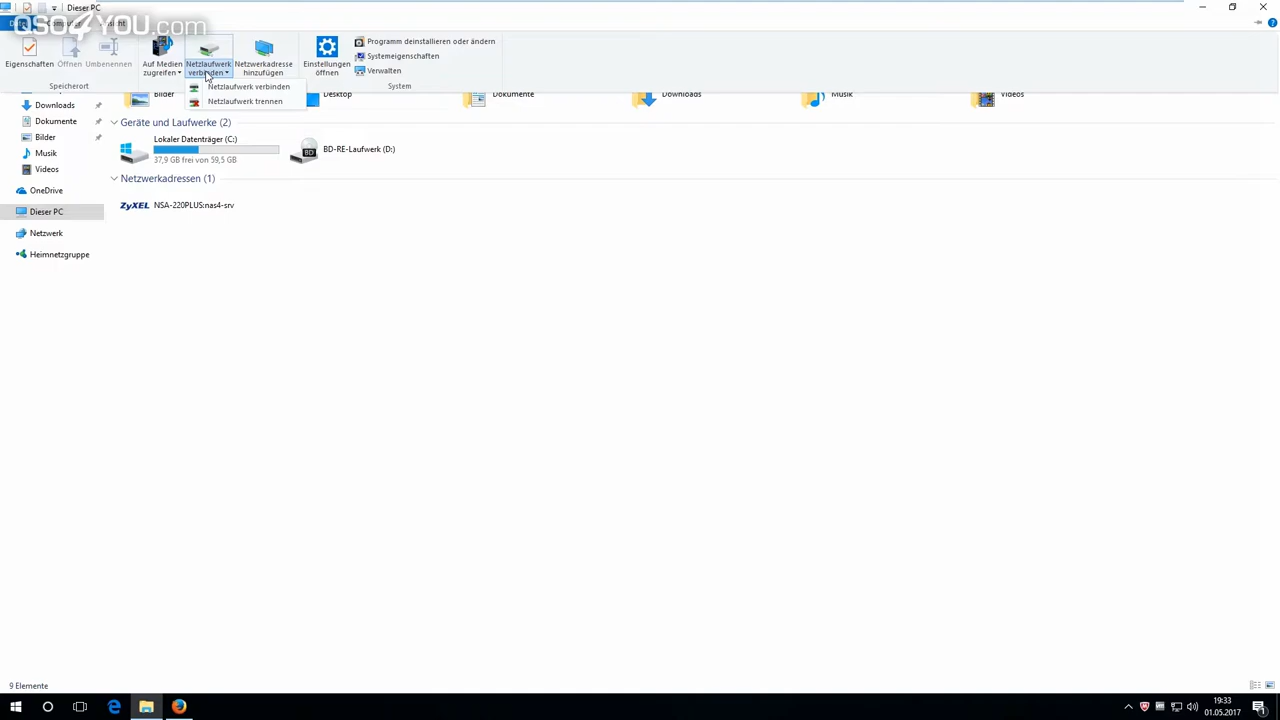 Dieser PC
QSO4YOU.com
Eigenschaften
Öffnen
Umbenennen
Auf Medien zugreifen
Netzlaufwerk verbinden
Netzwerkadresse hinzufügen
Einstellungen öffnen
Programm deinstallieren oder ändern
Systemeigenschaften
Verwalten
Speicherort
System
Netzlaufwerk verbinden
Netzlaufwerk trennen
Bilder
Desktop
Dokumente
Downloads
Musik
Videos
Downloads
Dokumente
Bilder
Musik
Videos
OneDrive
Dieser PC
Netzwerk
Heimnetzgruppe
Geräte und Laufwerke (2)
Lokaler Datenträger (C:)
37,9 GB frei von 59,5 GB
BD
BD-RE-Laufwerk (D:)
Netzwerkadressen (1)
ZyXEL NSA-220PLUS:nas4-srv
9 Elemente
19:33
01.05.2017